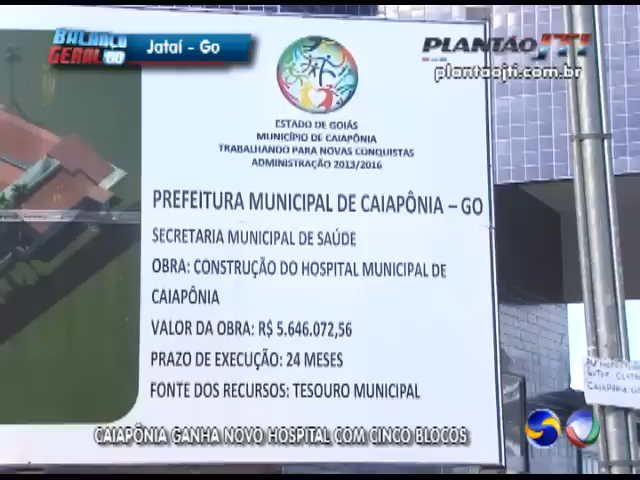 BALANÇO
GERAL GO
Jataí - Go
PLANTÃO JTI
plantaojti.com.br
ESTADO DE GOIÁS
MUNICÍPIO DE CAIAPÔNIA
TRABALHANDO PARA NOVAS CONQUISTAS
ADMINISTRAÇÃO 2013/2016
PREFEITURA MUNICIPAL DE CAIAPÔNIA – GO
SECRETARIA MUNICIPAL DE SAÚDE
OBRA: CONSTRUÇÃO DO HOSPITAL MUNICIPAL DE
CAIAPÔNIA
VALOR DA OBRA: R$ 5.646.072,56
PRAZO DE EXECUÇÃO: 24 MESES
FONTE DOS RECURSOS: TESOURO MUNICIPAL
CAIAPÔNIA GANHA NOVO HOSPITAL COM CINCO BLOCOS
CAIAPÔNIA GO